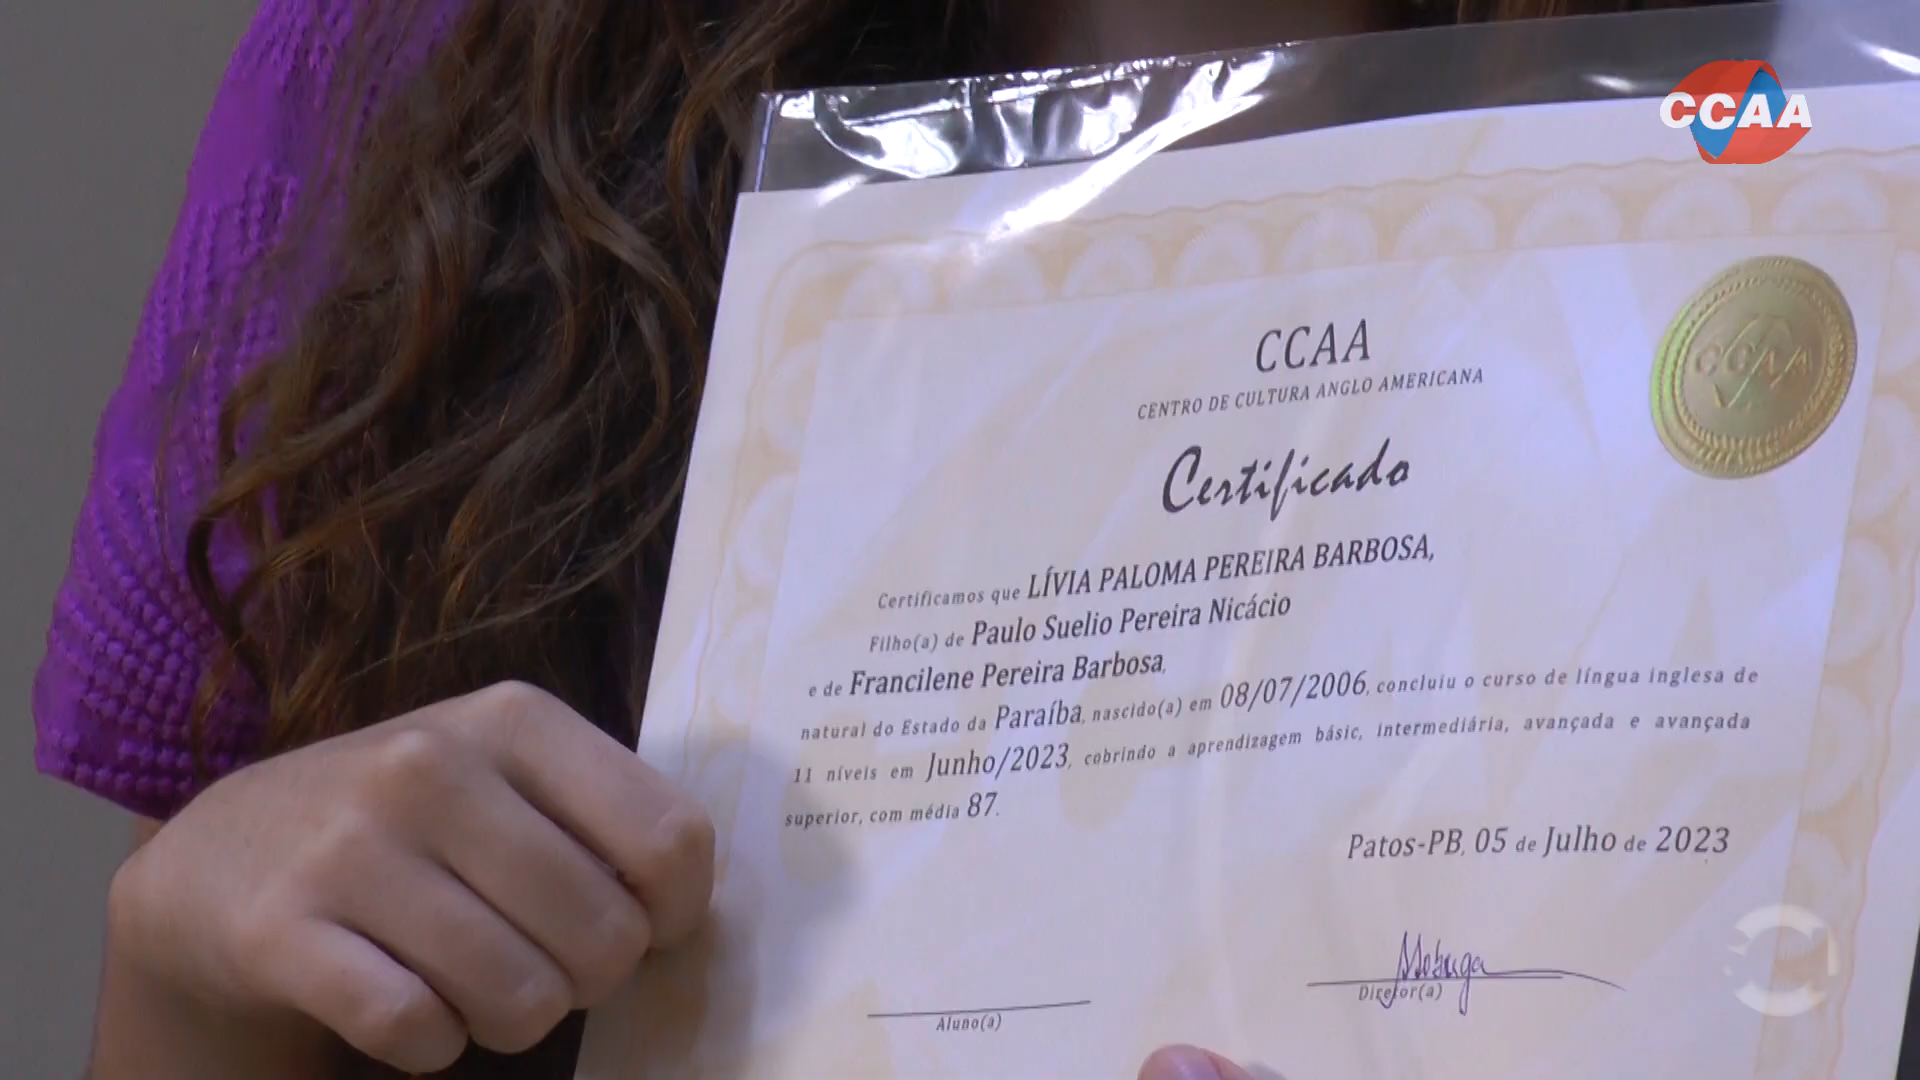 CCAA
CCAA
CENTRO DE CULTURA ANGLO AMERICANA
CCAA
Certificado
Certificamos que LÍVIA PALOMA PEREIRA BARBOSA,
Filho(a) de Paulo Suelio Pereira Nicácio
e de Francilene Pereira Barbosa,
natural do Estado da Paraíba, nascido(a) em 08/07/2006, concluiu o curso de língua inglesa de
11 níveis em Junho/2023, cobrindo a aprendizagem básic, intermediária, avançada e avançada
superior, com média 87.
Patos-PB, 05 de Julho de 2023
Diretor(a)
Aluno(a)